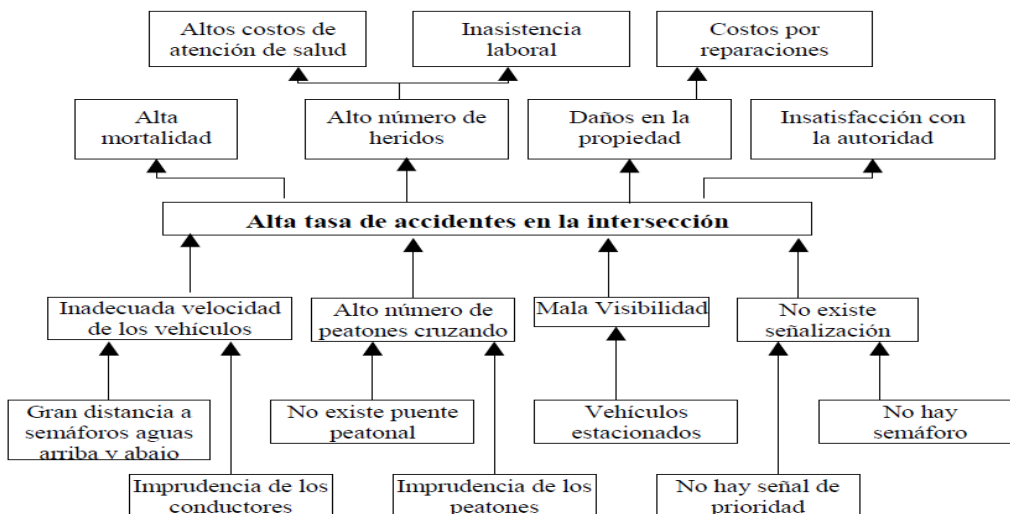 Altos costos de
atención de salud
Inasistencia
laboral
Costos por
reparaciones
Alta
mortalidad
Alto número de
heridos
Daños en la
propiedad
Insatisfacción con
la autoridad
Alta tasa de accidentes en la intersección
Inadecuada velocidad
de los vehículos
Alto número de
peatones cruzando
Mala Visibilidad
No existe
señalización
Gran distancia a
semáforos aguas
arriba y abajo
No existe puente
peatonal
Vehículos
estacionados
No hay
semáforo
Imprudencia de los
conductores
Imprudencia de los
peatones
No hay señal de
prioridad